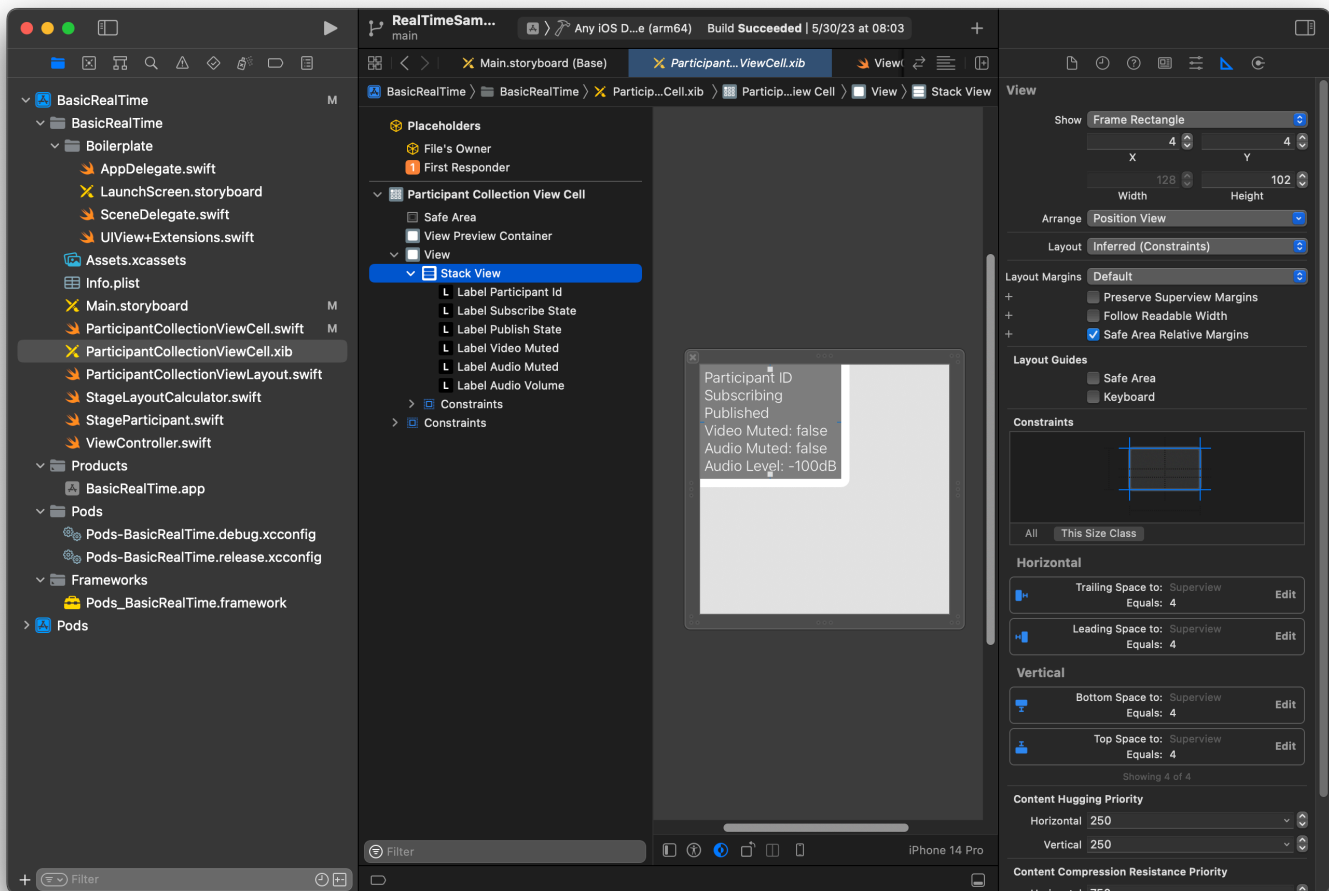 RealTimeSam...
main
Any iOS D...e (arm64)
Build Succeeded | 5/30/23 at 08:03
Main.storyboard (Base)
Participant...ViewCell.xib
View
BasicRealTime
BasicRealTime
Particip...Cell.xib
Particip...iew Cell
View
Stack View
BasicRealTime M
BasicRealTime
Boilerplate
AppDelegate.swift
LaunchScreen.storyboard
SceneDelegate.swift
UIView+Extensions.swift
Assets.xcassets
Info.plist
Main.storyboard M
ParticipantCollectionViewCell.swift M
ParticipantCollectionViewCell.xib
ParticipantCollectionViewLayout.swift
StageLayoutCalculator.swift
StageParticipant.swift
ViewController.swift
Products
BasicRealTime.app
Pods
Pods-BasicRealTime.debug.xcconfig
Pods-BasicRealTime.release.xcconfig
Frameworks
Pods_BasicRealTime.framework
Pods
Filter
Placeholders
File's Owner
1 First Responder
Participant Collection View Cell
Safe Area
View Preview Container
View
Stack View
L Label Participant Id
L Label Subscribe State
L Label Publish State
L Label Video Muted
L Label Audio Muted
L Label Audio Volume
Constraints
Constraints
Filter
Participant ID
Subscribing
Published
Video Muted: false
Audio Muted: false
Audio Level: -100dB
iPhone 14 Pro
View
Show Frame Rectangle
4 4
X Y
128 102
Width Height
Arrange Position View
Layout Inferred (Constraints)
Layout Margins Default
Preserve Superview Margins
Follow Readable Width
Safe Area Relative Margins
Layout Guides
Safe Area
Keyboard
Constraints
All This Size Class
Horizontal
Trailing Space to: Superview
Equals: 4
Edit
Leading Space to: Superview
Equals: 4
Edit
Vertical
Bottom Space to: Superview
Equals: 4
Edit
Top Space to: Superview
Equals: 4
Edit
Showing 4 of 4
Content Hugging Priority
Horizontal 250
Vertical 250
Content Compression Resistance Priority